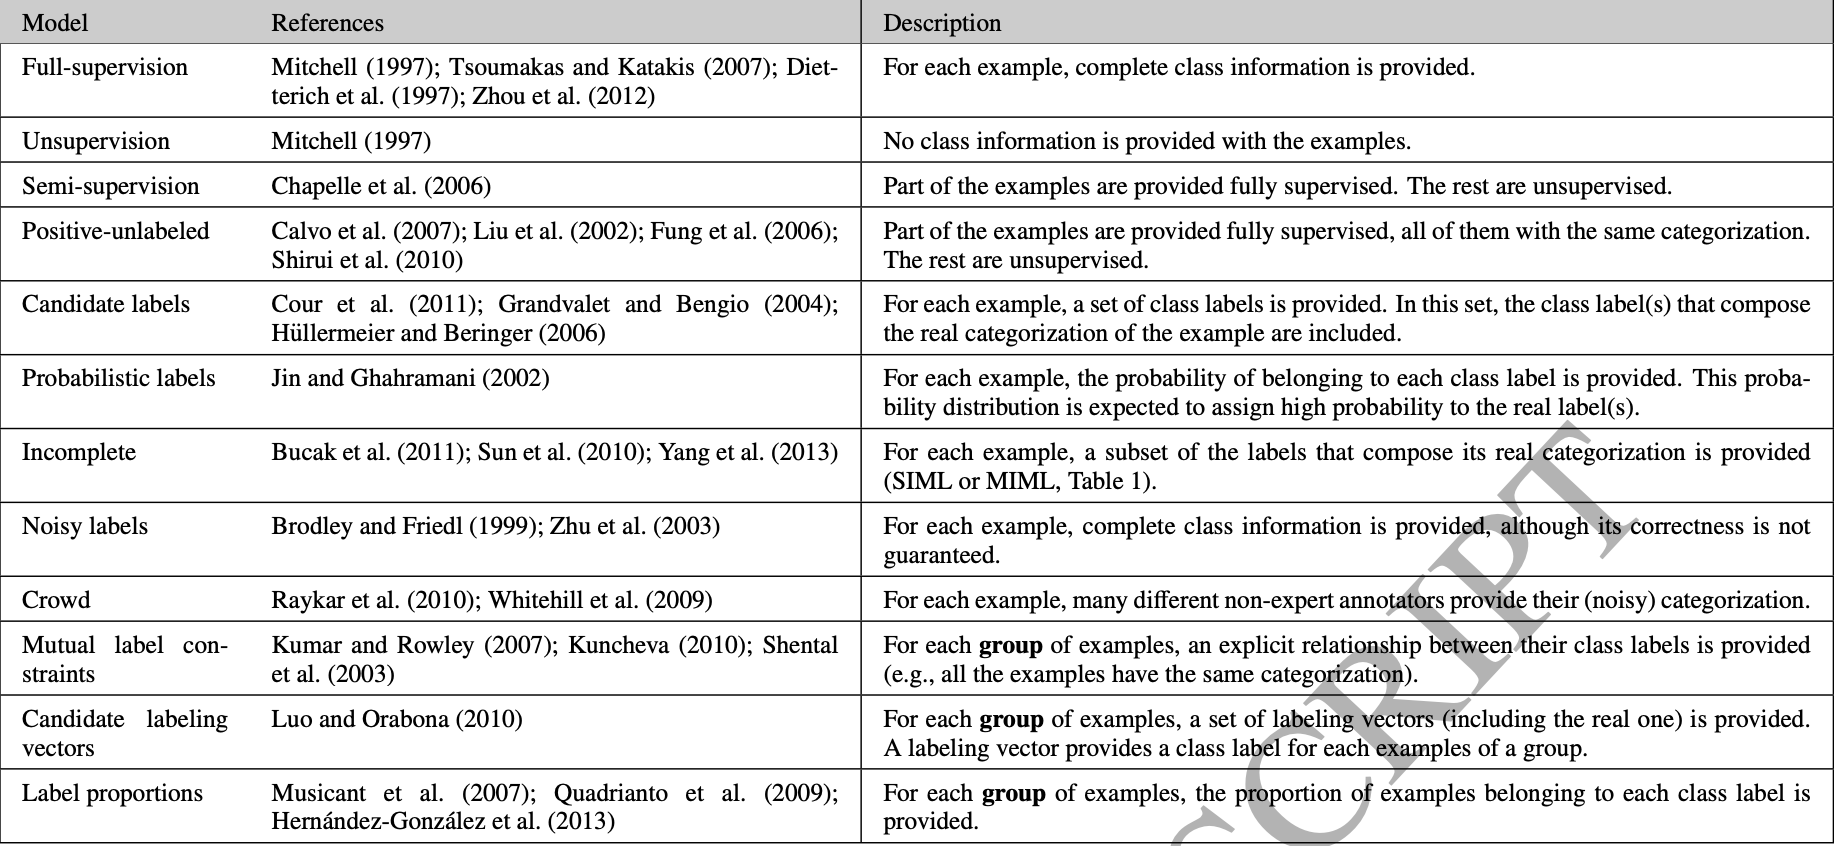 Model References Description
Full-supervision Mitchell (1997); Tsoumakas and Katakis (2007); Diet- For each example, complete class information is provided.
terich et al. (1997); Zhou et al. (2012)
Unsupervision Mitchell (1997) No class information is provided with the examples.
Semi-supervision Chapelle et al. (2006) Part of the examples are provided fully supervised. The rest are unsupervised.
Positive-unlabeled Calvo et al. (2007); Liu et al. (2002); Fung et al. (2006); Part of the examples are provided fully supervised, all of them with the same categorization.
Shirui et al. (2010) The rest are unsupervised.
Candidate labels Cour et al. (2011); Grandvalet and Bengio (2004); For each example, a set of class labels is provided. In this set, the class label(s) that compose
Hüllermeier and Beringer (2006) the real categorization of the example are included.
Probabilistic labels Jin and Ghahramani (2002) For each example, the probability of belonging to each class label is provided. This proba-
bility distribution is expected to assign high probability to the real label(s).
Incomplete Bucak et al. (2011); Sun et al. (2010); Yang et al. (2013) For each example, a subset of the labels that compose its real categorization is provided
(SIML or MIML, Table 1).
Noisy labels Brodley and Friedl (1999); Zhu et al. (2003) For each example, complete class information is provided, although its correctness is not
guaranteed.
Crowd Raykar et al. (2010); Whitehill et al. (2009) For each example, many different non-expert annotators provide their (noisy) categorization.
Mutual label con- Kumar and Rowley (2007); Kuncheva (2010); Shental For each group of examples, an explicit relationship between their class labels is provided
straints et al. (2003) (e.g., all the examples have the same categorization).
Candidate labeling Luo and Orabona (2010) For each group of examples, a set of labeling vectors (including the real one) is provided.
vectors A labeling vector provides a class label for each examples of a group.
Label proportions Musicant et al. (2007); Quadrianto et al. (2009); For each group of examples, the proportion of examples belonging to each class label is
Hernández-González et al. (2013) provided.
SCRIPT